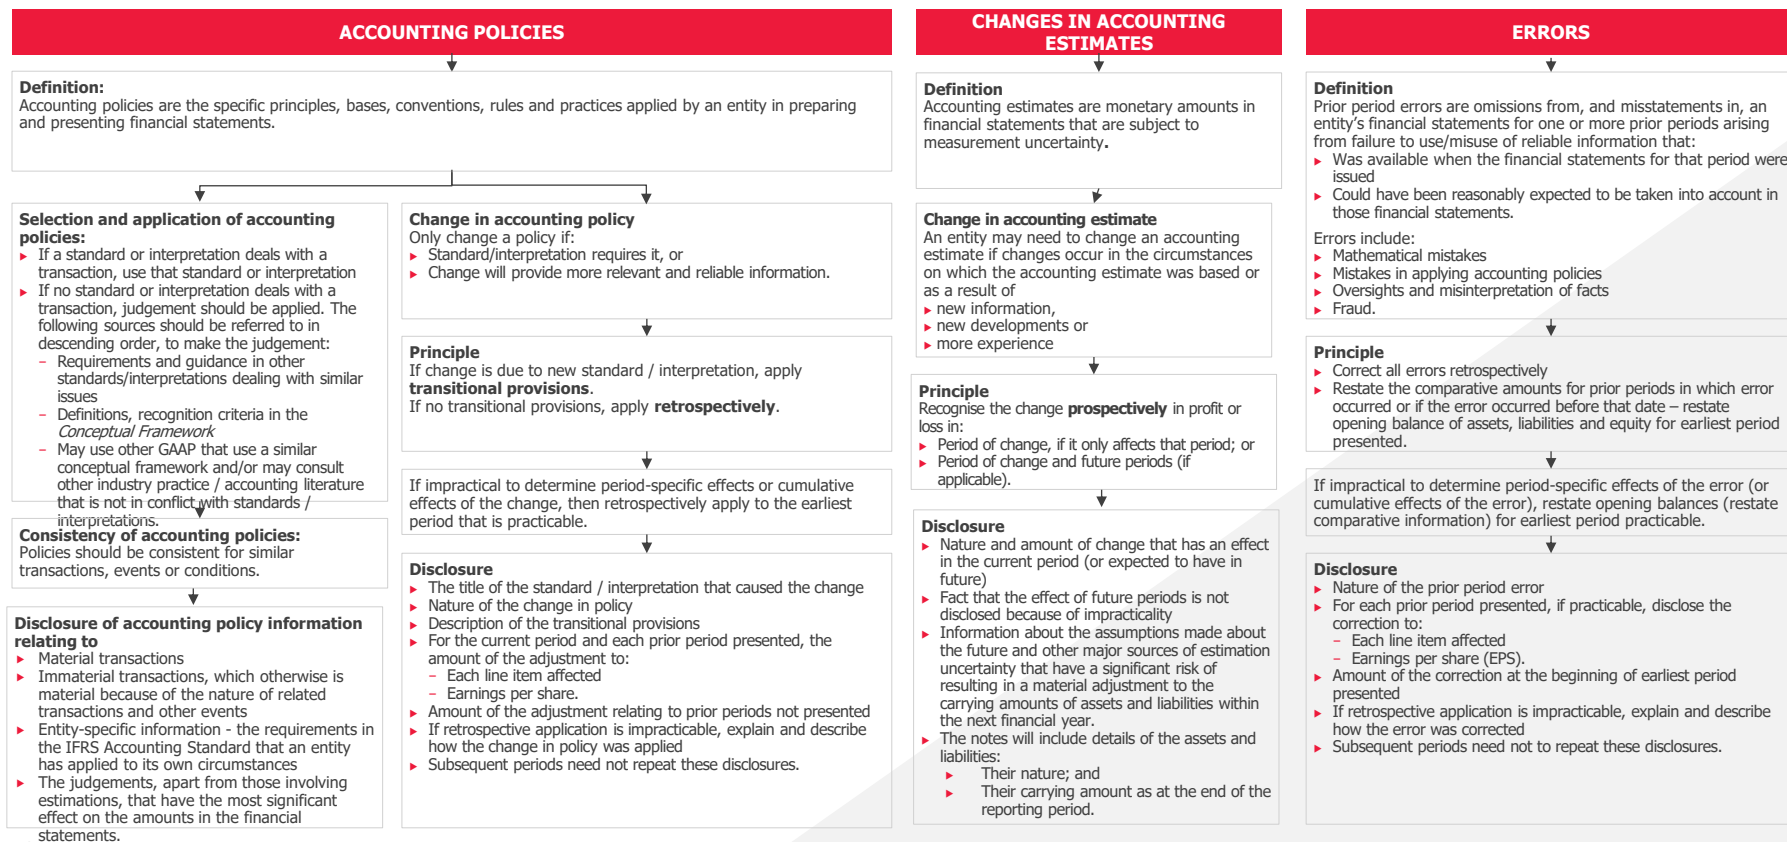 ACCOUNTING POLICIES
Definition:
Accounting policies are the specific principles, bases, conventions, rules and practices applied by an entity in preparing
and presenting financial statements.
Selection and application of accounting
policies:
► If a standard or interpretation deals with a
transaction, use that standard or interpretation
► If no standard or interpretation deals with a
transaction, judgement should be applied. The
following sources should be referred to in
descending order, to make the judgement:
– Requirements and guidance in other
standards/interpretations dealing with similar
issues
– Definitions, recognition criteria in the
Conceptual Framework
– May use other GAAP that use a similar
conceptual framework and/or may consult
other industry practice / accounting literature
that is not in conflict with standards /
interpretations.
Consistency of accounting policies:
Policies should be consistent for similar
transactions, events or conditions.
Disclosure of accounting policy information
relating to
► Material transactions
► Immaterial transactions, which otherwise is
material because of the nature of related
transactions and other events
► Entity-specific information - the requirements in
the IFRS Accounting Standard that an entity
has applied to its own circumstances
► The judgements, apart from those involving
estimations, that have the most significant
effect on the amounts in the financial
statements.
Change in accounting policy
Only change a policy if:
► Standard/interpretation requires it, or
► Change will provide more relevant and reliable information.
Principle
If change is due to new standard / interpretation, apply
transitional provisions.
If no transitional provisions, apply retrospectively.
If impractical to determine period-specific effects or cumulative
effects of the change, then retrospectively apply to the earliest
period that is practicable.
Disclosure
► The title of the standard / interpretation that caused the change
► Nature of the change in policy
► Description of the transitional provisions
► For the current period and each prior period presented, the
amount of the adjustment to:
– Each line item affected
– Earnings per share.
► Amount of the adjustment relating to prior periods not presented
► If retrospective application is impracticable, explain and describe
how the change in policy was applied
► Subsequent periods need not repeat these disclosures.
CHANGES IN ACCOUNTING
ESTIMATES
Definition
Accounting estimates are monetary amounts in
financial statements that are subject to
measurement uncertainty.
Change in accounting estimate
An entity may need to change an accounting
estimate if changes occur in the circumstances
on which the accounting estimate was based or
as a result of
► new information,
► new developments or
► more experience
Principle
Recognise the change prospectively in profit or
loss in:
► Period of change, if it only affects that period; or
► Period of change and future periods (if
applicable).
Disclosure
► Nature and amount of change that has an effect
in the current period (or expected to have in
future)
► Fact that the effect of future periods is not
disclosed because of impracticality
► Information about the assumptions made about
the future and other major sources of estimation
uncertainty that have a significant risk of
resulting in a material adjustment to the
carrying amounts of assets and liabilities within
the next financial year.
► The notes will include details of the assets and
liabilities:
► Their nature; and
► Their carrying amount as at the end of the
reporting period.
ERRORS
Definition
Prior period errors are omissions from, and misstatements in, an
entity's financial statements for one or more prior periods arising
from failure to use/misuse of reliable information that:
► Was available when the financial statements for that period were
issued
► Could have been reasonably expected to be taken into account in
those financial statements.
Errors include:
► Mathematical mistakes
► Mistakes in applying accounting policies
► Oversights and misinterpretation of facts
► Fraud.
Principle
► Correct all errors retrospectively
► Restate the comparative amounts for prior periods in which error
occurred or if the error occurred before that date – restate
opening balance of assets, liabilities and equity for earliest period
presented.
If impractical to determine period-specific effects of the error (or
cumulative effects of the error), restate opening balances (restate
comparative information) for earliest period practicable.
Disclosure
► Nature of the prior period error
► For each prior period presented, if practicable, disclose the
correction to:
– Each line item affected
– Earnings per share (EPS).
► Amount of the correction at the beginning of earliest period
presented
► If retrospective application is impracticable, explain and describe
how the error was corrected
► Subsequent periods need not to repeat these disclosures.